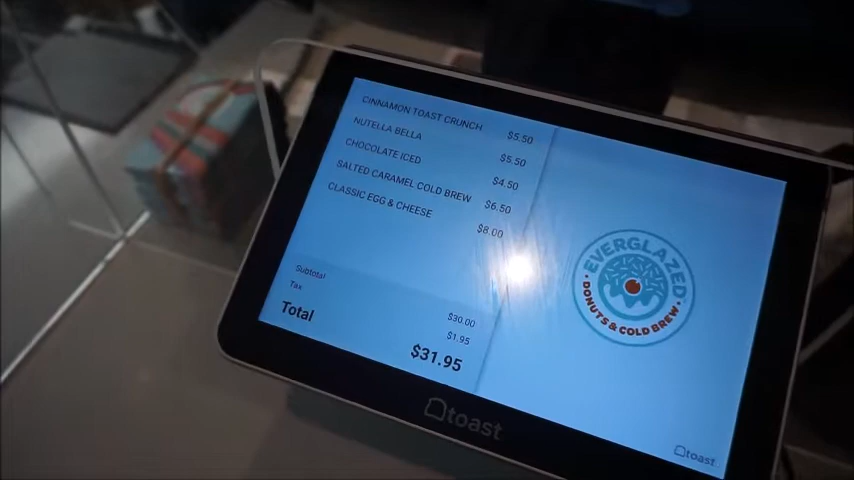 CINNAMON TOAST CRUNCH $5.50
NUTELLA BELLA $5.50
CHOCOLATE ICED $4.50
SALTED CARAMEL COLD BREW $6.50
CLASSIC EGG & CHEESE $8.00
Subtotal $30.00
Tax $1.95
Total $31.95
EVERGLAZED
DONUTS & COLD BREW
toast
toast